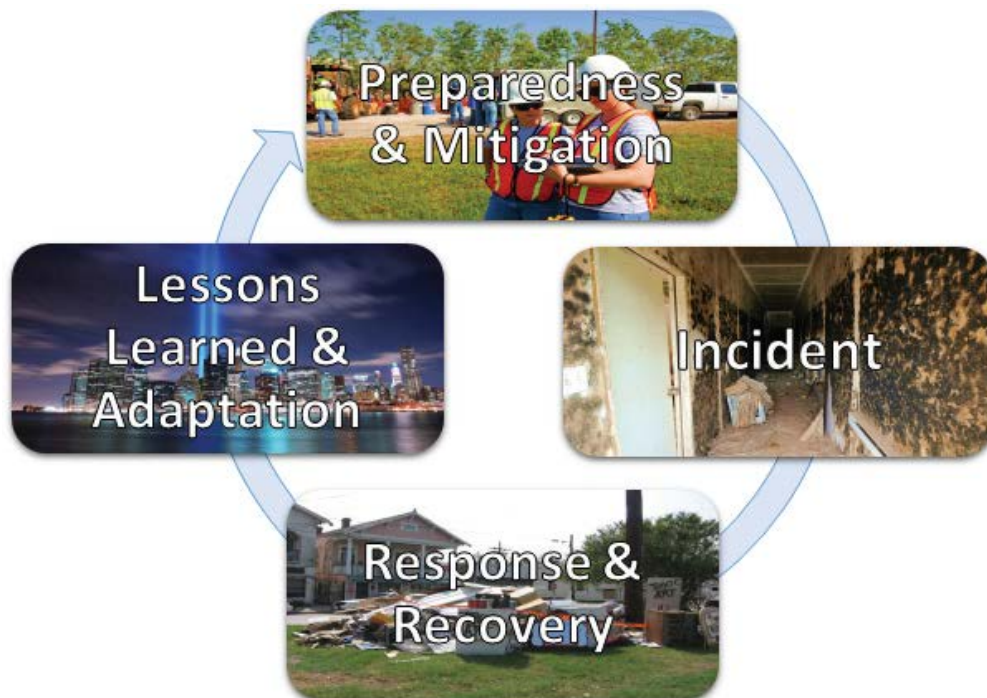 Preparedness
& Mitigation
Incident
Response &
Recovery
Lessons
Learned &
Adaptation